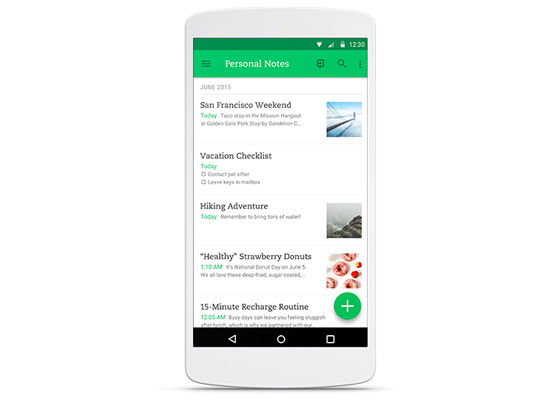 12:30
Personal Notes
JUNE 2015
San Francisco Weekend
Today Taco stop in the Mission Hangout
at Golden Gate Park Stop by Dandelion C...
Vacation Checklist
Today
Contact pet sitter
Leave keys in mailbox
Hiking Adventure
Today Remember to bring tons of water!
“Healthy” Strawberry Donuts
1:10 AM It's National Donut Day on June 5.
We all love these deep-fried, sugar-coated,...
15-Minute Recharge Routine
12:05 AM Busy days can leave you feeling sluggish
after lunch, which is why we partnered with our